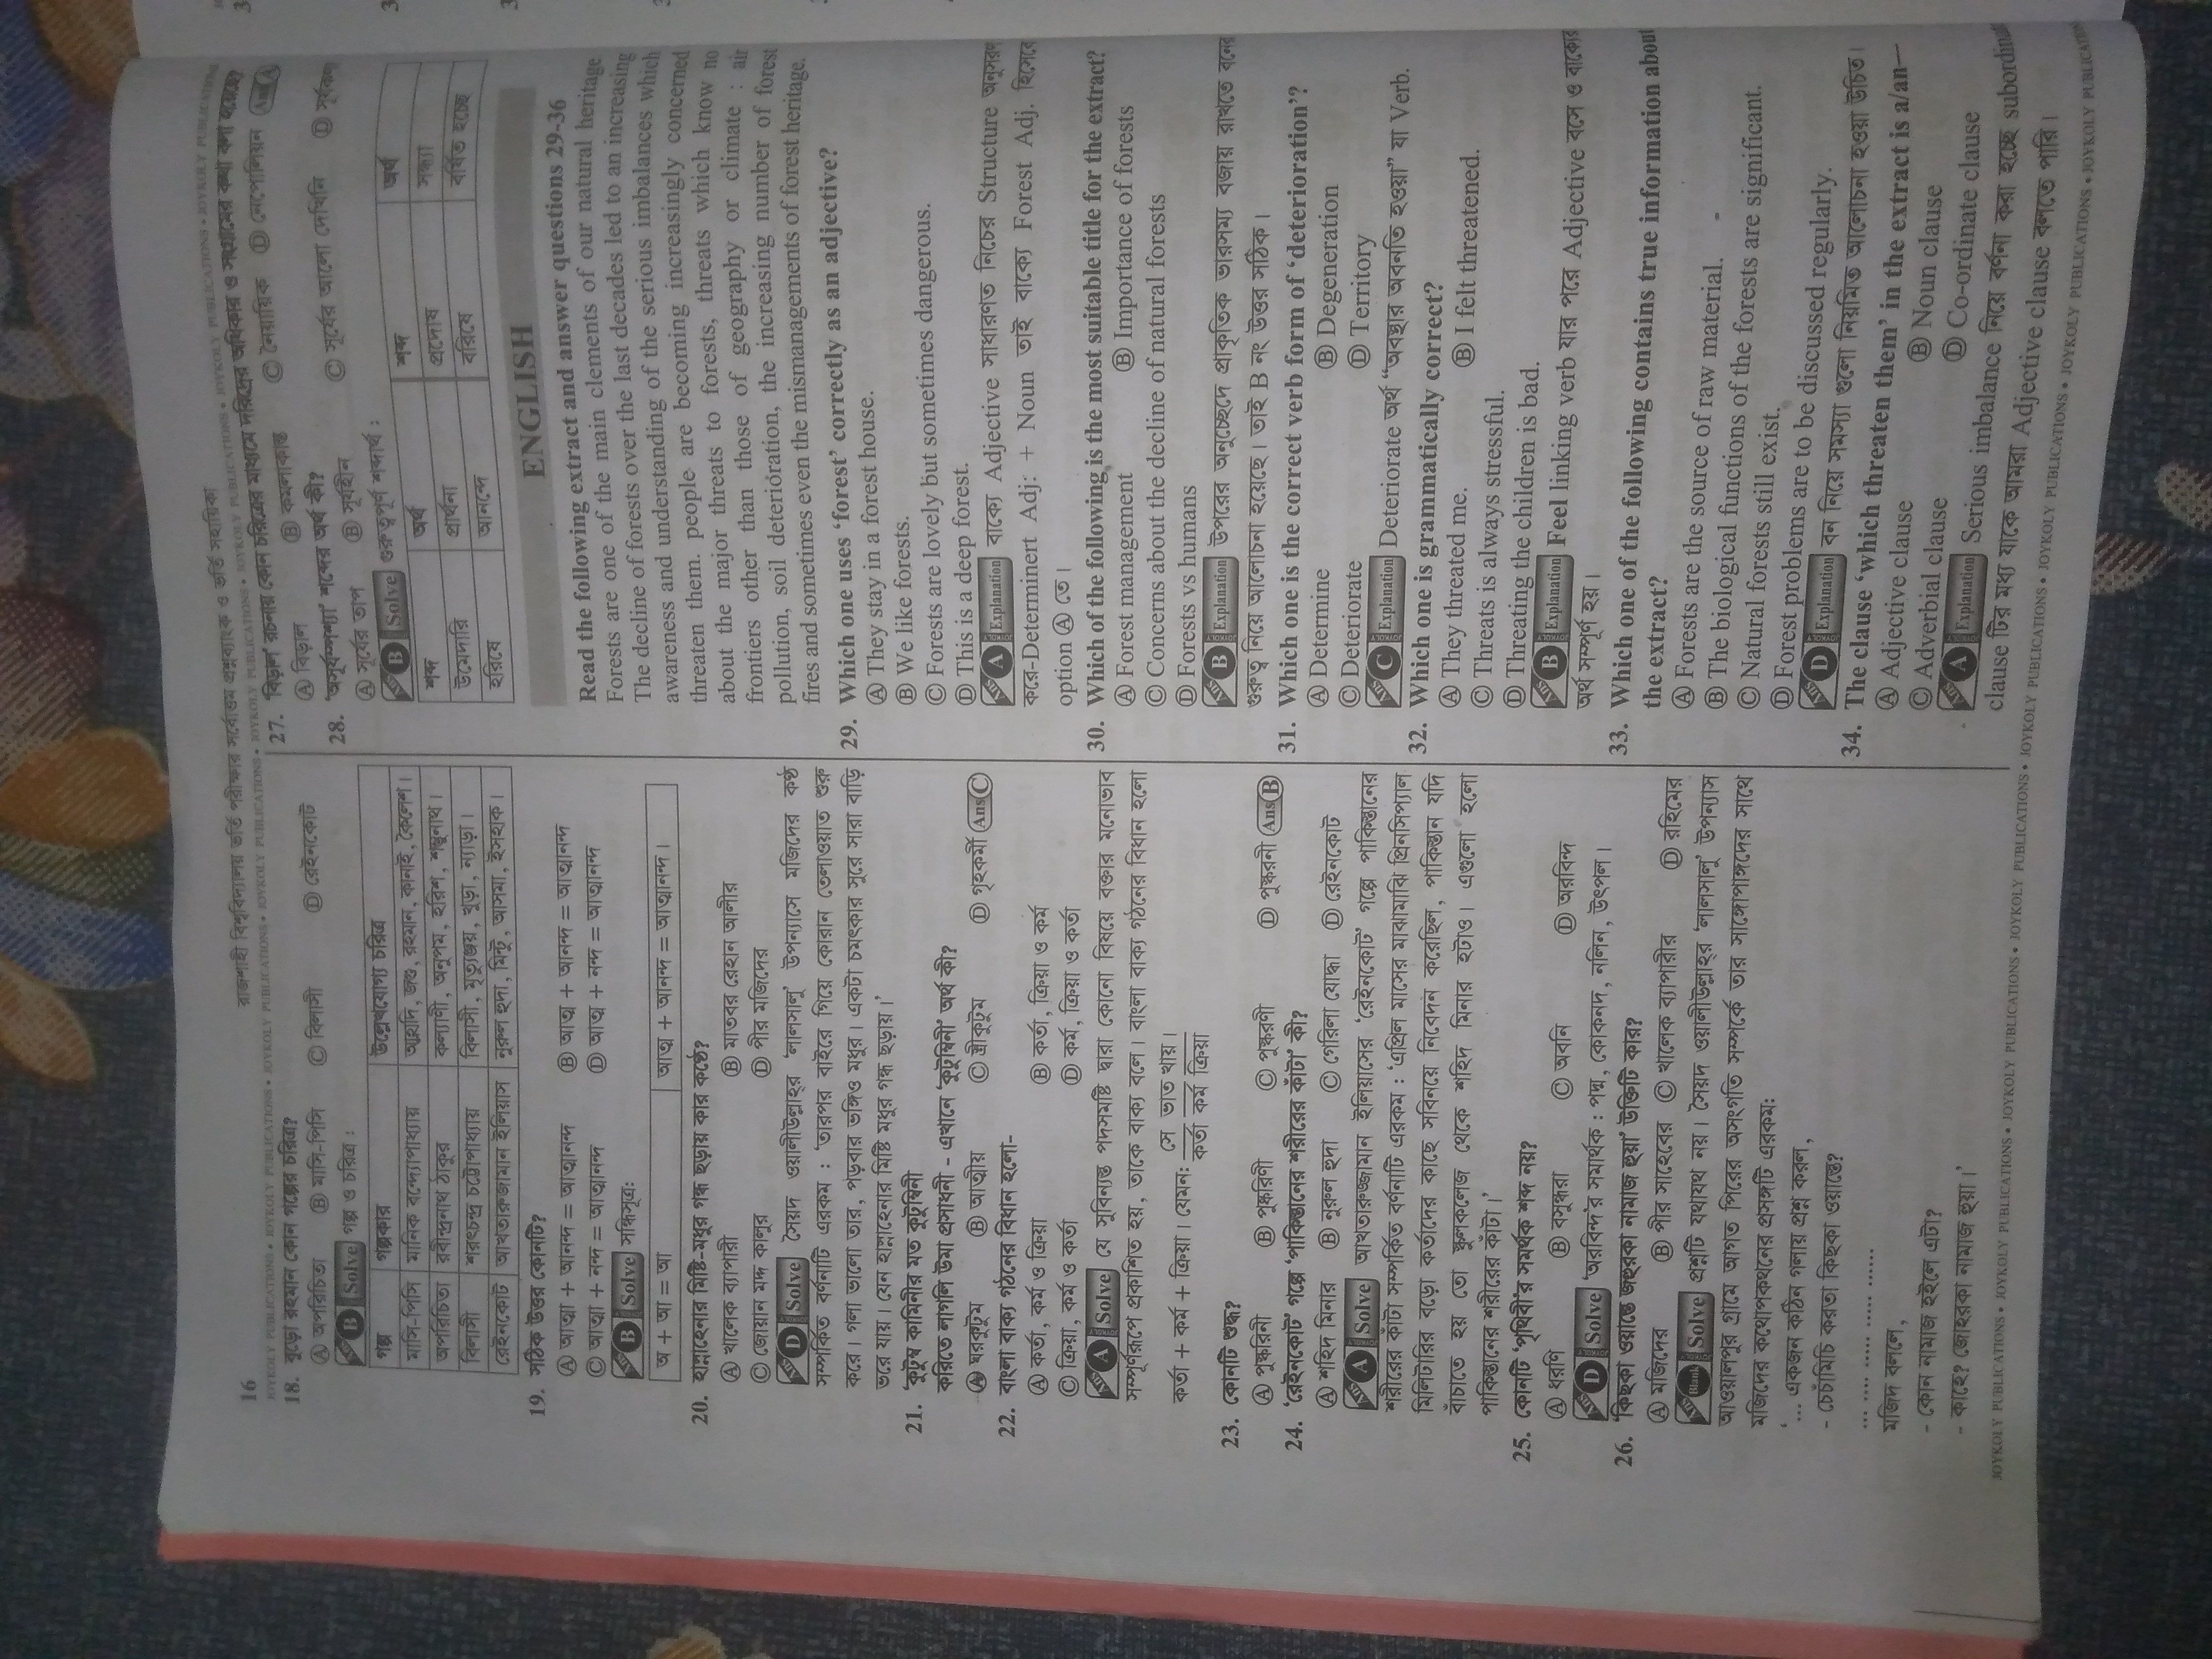 16
রাজশাহী বিশ্ববিদ্যালয় ভর্তি পরীক্ষার সর্বোত্তম প্রশ্নব্যাংক ও ভর্তি সহায়িকা
JOYKOLY PUBLICATIONS • JOYKOLY PUBLICATIONS • JOYKOLY PUBLICATIONS • JOYKOLY PUBLICATIONS • JOYKOLY PUBLICATIONS • JOYKOLY PUBLICATIONS • JOYKOLY PUBLICATIONS
18. বুড়ো রহমান কোন গল্পের চরিত্র?
Ⓐ অপরিচিতা Ⓑ মাসি-পিসি Ⓒ বিলাসী Ⓓ রেইনকোট
Ans B Solve গল্প ও চরিত্র :
গল্প গল্পকার উল্লেখযোগ্য চরিত্র
মাসি-পিসি মানিক বন্দ্যোপাধ্যায় আহ্লাদি, জগু, রহমান, কানাই, কৈলেশ।
অপরিচিতা রবীন্দ্রনাথ ঠাকুর কল্যাণী, অনুপম, হরিশ, শম্ভুনাথ।
বিলাসী শরৎচন্দ্র চট্টোপাধ্যায় বিলাসী, মৃত্যুঞ্জয়, খুড়া, ন্যাড়া।
রেইনকোট আখতারুজ্জামান ইলিয়াস নুরুল হুদা, মিন্টু, আসমা, ইসহাক।
19. সঠিক উত্তর কোনটি?
Ⓐ আত্মা + আনন্দ = আত্মানন্দ Ⓑ আত্ম + আনন্দ = আত্মানন্দ
Ⓒ আত্মা + নন্দ = আত্মানন্দ Ⓓ আত্ম + নন্দ = আত্মানন্দ
Ans B Solve সন্ধিসূত্র:
অ + আ = আ আত্ম + আনন্দ = আত্মানন্দ।
20. হাস্নাহেনার মিষ্টি-মধুর গন্ধ ছড়ায় কার কণ্ঠে?
Ⓐ খালেক ব্যাপারী Ⓑ মাতবর রেহান আলীর
Ⓒ জোয়ান মদ্দ কালুর Ⓓ পীর মজিদের
Ans D Solve সৈয়দ ওয়ালীউল্লাহ্‌র ‘লালসালু’ উপন্যাসে মজিদের কণ্ঠ
সম্পর্কিত বর্ণনাটি এরকম : ‘তারপর বাইরে গিয়ে কোরান তেলাওয়াত শুরু
করে। গলা ভালো তার, পড়বার ভঙ্গিও মধুর। একটা চমৎকার সুরে সারা বাড়ি
ভরে যায়। যেন হাস্নাহেনার মিষ্টি মধুর গন্ধ ছড়ায়।’
21. ‘কুটুম্ব কামিনীর মত কুটুম্বিনী
করিতে লাগলি উমা প্রসাধনী - এখানে ‘কুটুম্বিনী’ অর্থ কী?
Ⓐ ঘরকুটুম Ⓑ আত্মীয় Ⓒ স্ত্রীকুটুম Ⓓ গৃহকর্মী Ans C
22. বাংলা বাক্য গঠনের বিধান হলো-
Ⓐ কর্তা, কর্ম ও ক্রিয়া Ⓑ কর্তা, ক্রিয়া ও কর্ম
Ⓒ ক্রিয়া, কর্ম ও কর্তা Ⓓ কর্ম, ক্রিয়া ও কর্তা
Ans A Solve যে সুবিন্যস্ত পদসমষ্টি দ্বারা কোনো বিষয়ে বক্তার মনোভাব
সম্পূর্ণরূপে প্রকাশিত হয়, তাকে বাক্য বলে। বাংলা বাক্য গঠনের বিধান হলো
কর্তা + কর্ম + ক্রিয়া। যেমন: সে ভাত খায়।
কর্তা কর্ম ক্রিয়া
23. কোনটি শুদ্ধ?
Ⓐ পুষ্করিনী Ⓑ পুষ্করিণী Ⓒ পুষ্করণী Ⓓ পুষ্করনী Ans B
24. ‘রেইনকোট’ গল্পে ‘পাকিস্তানের শরীরের কাঁটা’ কী?
Ⓐ শহিদ মিনার Ⓑ নুরুল হুদা Ⓒ গেরিলা যোদ্ধা Ⓓ রেইনকোট
Ans A Solve আখতারুজ্জামান ইলিয়াসের ‘রেইনকোট’ গল্পে পাকিস্তানের
শরীরের কাঁটা সম্পর্কিত বর্ণনাটি এরকম : ‘এপ্রিল মাসের মাঝামাঝি প্রিনসিপ্যাল
মিলিটারির বড়ো কর্তাদের কাছে সবিনয়ে নিবেদন করেছিল, পাকিস্তান যদি
বাঁচাতে হয় তো স্কুলকলেজ থেকে শহিদ মিনার হটাও। এগুলো হলো
পাকিস্তানের শরীরের কাঁটা।’
25. কোনটি ‘পৃথিবী’র সমর্থক শব্দ নয়?
Ⓐ ধরণি Ⓑ বসুন্ধরা Ⓒ অবনি Ⓓ অরবিন্দ
Ans D Solve ‘অরবিন্দ’র সমার্থক : পদ্ম, কোকনদ, নলিন, উৎপল।
26. ‘কিছকা ওয়াস্তে জহুরকা নামাজ হুয়া’ উক্তিটি কার?
Ⓐ মজিদের Ⓑ পীর সাহেবের Ⓒ খালেক ব্যাপারীর Ⓓ রহিমের
Ans Blank Solve প্রশ্নটি যথাযথ নয়। সৈয়দ ওয়ালীউল্লাহ্‌র ‘লালসালু’ উপন্যাস
আওয়ালপুর গ্রামে আগত পিরের অসংগতি সম্পর্কে তার সাঙ্গোপাঙ্গদের সাথে
মজিদের কথোপকথনের প্রসঙ্গটি এরকম:
‘... একজন কঠিন গলায় প্রশ্ন করল,
- চেচাঁমিচি করতা কিছকা ওয়াস্তে?
... .... ..... ..... ......
মজিদ বললে,
- কোন নামাজ হইলে এটা?
- কাহে? জোহরকা নামাজ হুয়া।’
27. ‘বিড়াল’ রচনায় কোন চরিত্রের মাধ্যমে দরিদ্রের অধিকার ও সংগ্রামের কথা বলা হয়েছে?
Ⓐ বিড়াল Ⓑ কমলাকান্ত Ⓒ নৈয়ায়িক Ⓓ নেপোলিয়ন Ans A
28. ‘অসূর্যম্পশ্যা’ শব্দের অর্থ কী?
Ⓐ সূর্যের তাপ Ⓑ সূর্যহীন Ⓒ সূর্যের আলো দেখিনি Ⓓ সূর্যকণা
Ans B Solve গুরুত্বপূর্ণ শব্দার্থ :
শব্দ অর্থ শব্দ অর্থ
উমেদারি প্রার্থনা প্রদোষ সন্ধ্যা
হরিষে আনন্দে বরিষে বর্ষিত হচ্ছে
ENGLISH
Read the following extract and answer questions 29-36
Forests are one of the main clements of our natural heritage
The decline of forests over the last decades led to an increasing
awareness and understanding of the serious imbalances which
threaten them. people are becoming increasingly concerned
about the major threats to forests, threats which know no
frontiers other than those of geography or climate : air
pollution, soil deterioration, the increasing number of forest
fires and sometimes even the mismanagements of forest heritage.
29. Which one uses ‘forest’ correctly as an adjective?
Ⓐ They stay in a forest house.
Ⓑ We like forests.
Ⓒ Forests are lovely but sometimes dangerous.
Ⓓ This is a deep forest.
Ans A Explanation বাক্যে Adjective সাধারণত নিচের Structure অনুসরণ
করে-Determinert Adj: + Noun তাই বাক্যে Forest Adj. হিসেবে
option Ⓐ তে।
30. Which of the following is the most suitable title for the extract?
Ⓐ Forest management Ⓑ Importance of forests
Ⓒ Concerns about the decline of natural forests
Ⓓ Forests vs humans
Ans B Explanation উপরের অনুচ্ছেদে প্রাকৃতিক ভারসম্য বজায় রাখতে বনের
গুরুত্ব নিয়ে আলোচনা হয়েছে। তাই B নং উত্তর সঠিক।
31. Which one is the correct verb form of ‘deterioration’?
Ⓐ Determine Ⓑ Degeneration
Ⓒ Deteriorate Ⓓ Territory
Ans C Explanation Deteriorate অর্থ “অবস্থার অবনতি হওয়া” যা Verb.
32. Which one is grammatically correct?
Ⓐ They threated me. Ⓑ I felt threatened.
Ⓒ Threats is always stressful.
Ⓓ Threating the children is bad.
Ans B Explanation Feel linking verb যার পরে Adjective বসে ও বাক্যের
অর্থ সম্পূর্ণ হয়।
33. Which one of the following contains true information about
the extract?
Ⓐ Forests are the source of raw material.
Ⓑ The biological functions of the forests are significant.
Ⓒ Natural forests still exist.
Ⓓ Forest problems are to be discussed regularly.
Ans D Explanation বন নিয়ে সমস্যা গুলো নিয়মিত আলোচনা হওয়া উচিত।
34. The clause ‘which threaten them’ in the extract is a/an—
Ⓐ Adjective clause Ⓑ Noun clause
Ⓒ Adverbial clause Ⓓ Co-ordinate clause
Ans A Explanation Serious imbalance নিয়ে বর্ণনা করা হচ্ছে subordinate
clause টির মধ্য যাকে আমরা Adjective clause বলতে পারি।
JOYKOLY PUBLICATIONS • JOYKOLY PUBLICATIONS • JOYKOLY PUBLICATIONS • JOYKOLY PUBLICATIONS • JOYKOLY PUBLICATIONS • JOYKOLY PUBLICATIONS • JOYKOLY PUBLICATIONS • JOYKOLY PUBLICATIONS